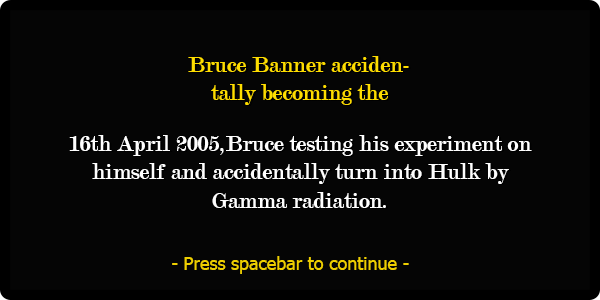 Bruce Banner acciden-
tally becoming the
16th April 2005,Bruce testing his experiment on
himself and accidentally turn into Hulk by
Gamma radiation.
- Press spacebar to continue -